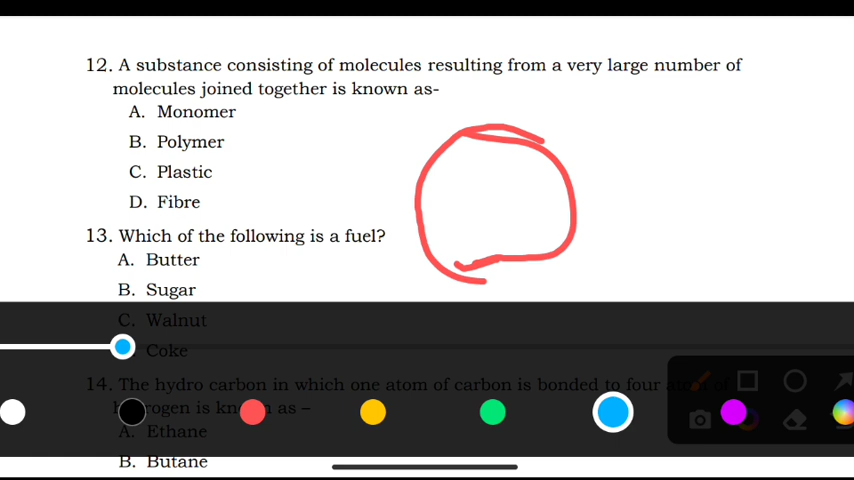 12. A substance consisting of molecules resulting from a very large number of
molecules joined together is known as-
A. Monomer
B. Polymer
C. Plastic
D. Fibre
13. Which of the following is a fuel?
A. Butter
B. Sugar
C. Walnut
Coke
14. The hydro carbon in which one atom of carbon is bonded to four atom of
as –
A. Ethane
B. Butane